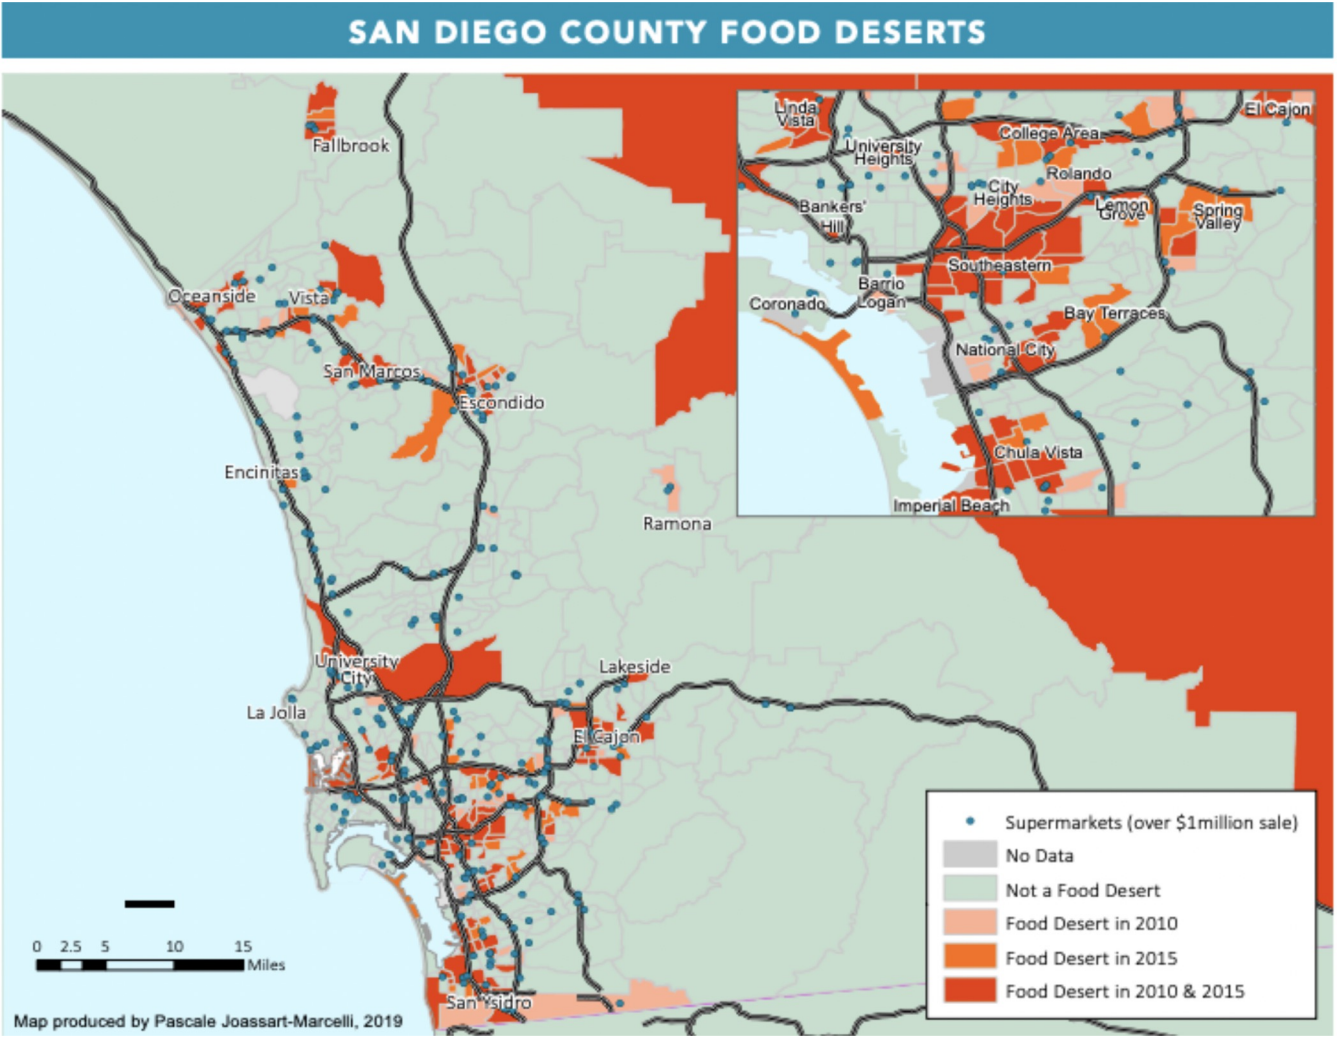 SAN DIEGO COUNTY FOOD DESERTS
Fallbrook
Oceanside
Vista
San Marcos
Escondido
Encinitas
Ramona
University
City
La Jolla
Lakeside
El Cajon
San Ysidro
Linda
Vista
University
Heights
College Area
El Cajon
Rolando
City
Heights
Bankers'
Hill
Lemon
Grove
Spring
Valley
Southeastern
Barrio
Logan
Coronado
Bay Terraces
National City
Chula Vista
Imperial Beach
Supermarkets (over $1million sale)
No Data
Not a Food Desert
Food Desert in 2010
Food Desert in 2015
Food Desert in 2010 & 2015
0 2.5 5 10 15
Miles
Map produced by Pascale Joassart-Marcelli, 2019